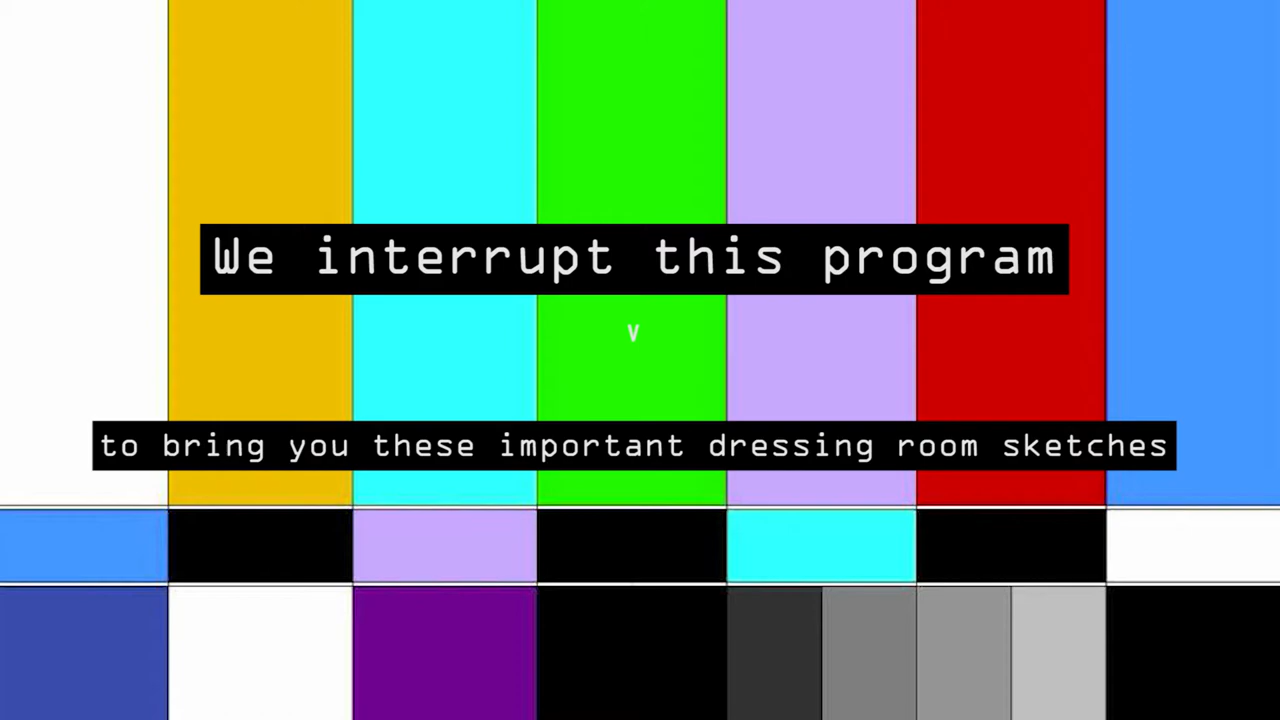 We interrupt this program
v
to bring you these important dressing room sketches